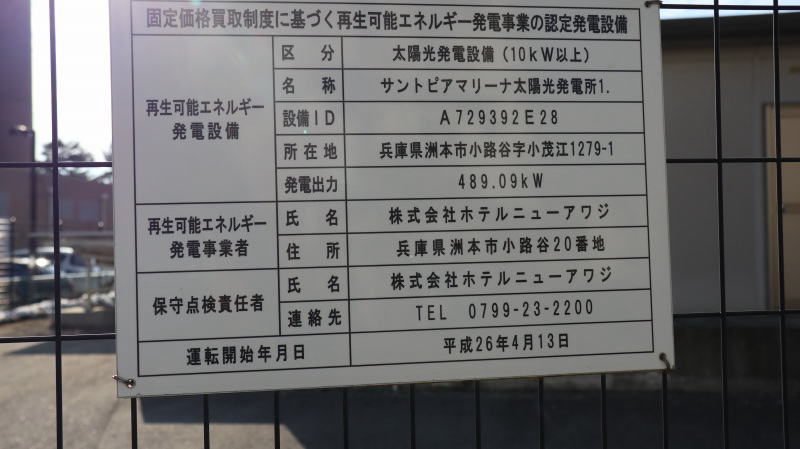 固定価格買取制度に基づく再生可能エネルギー発電事業の認定発電設備
再生可能エネルギー
発電設備
区 分 太陽光発電設備（10kW以上）
名 称 サントピアマリーナ太陽光発電所1.
設備ID A729392E28
所在地 兵庫県洲本市小路谷字小茂江1279-1
発電出力 489.09kW
再生可能エネルギー
発電事業者
氏 名 株式会社ホテルニューアワジ
住 所 兵庫県洲本市小路谷20番地
保守点検責任者
氏 名 株式会社ホテルニューアワジ
連絡先 TEL 0799-23-2200
運転開始年月日 平成26年4月13日